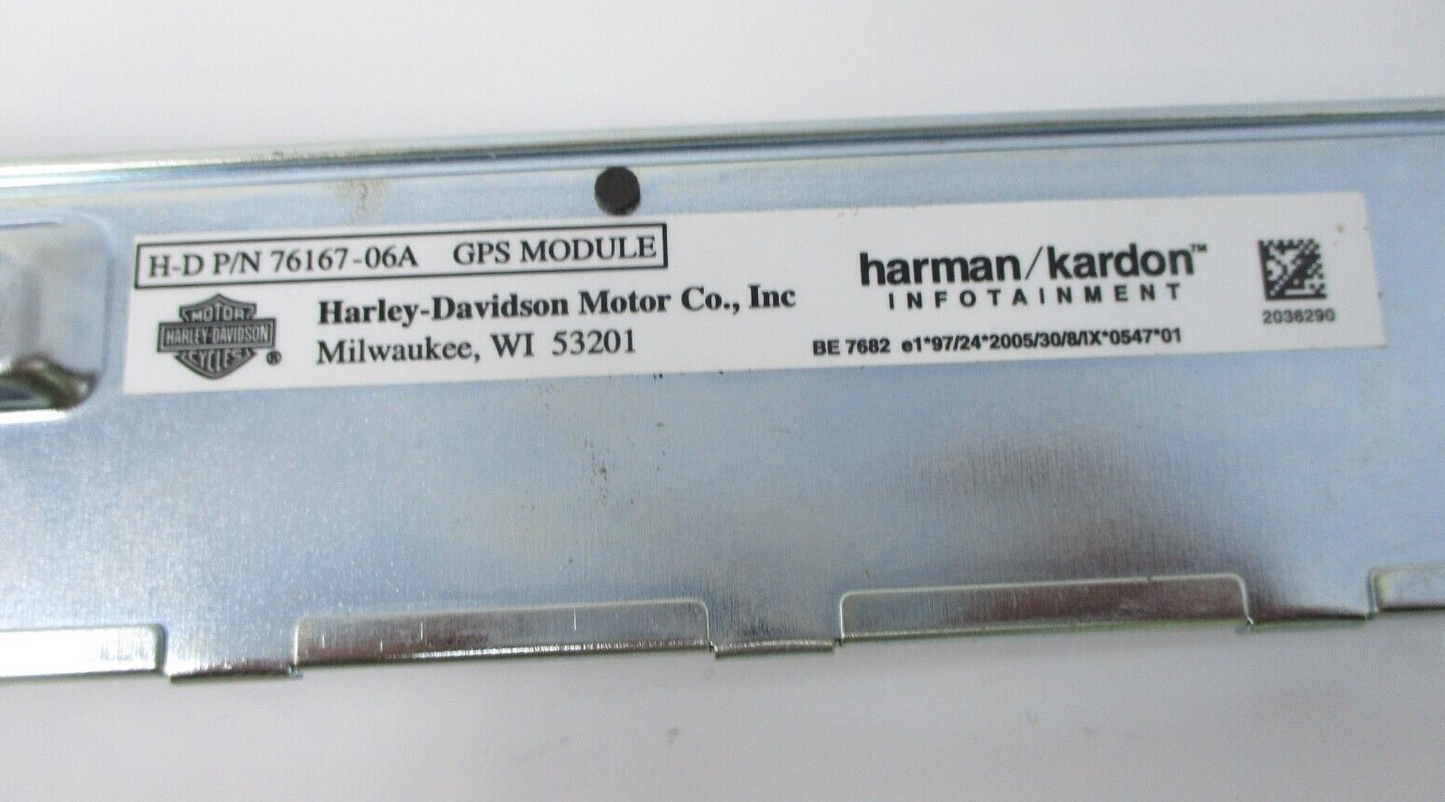 H-D P/N 76167-06A GPS MODULE
MOTOR
HARLEY-DAVIDSON
CYCLES
®
Harley-Davidson Motor Co., Inc
Milwaukee, WI 53201
harman/kardon™
INFOTAINMENT
BE 7682 e1*97/24*2005/30/8/IX*0547*01
2036290